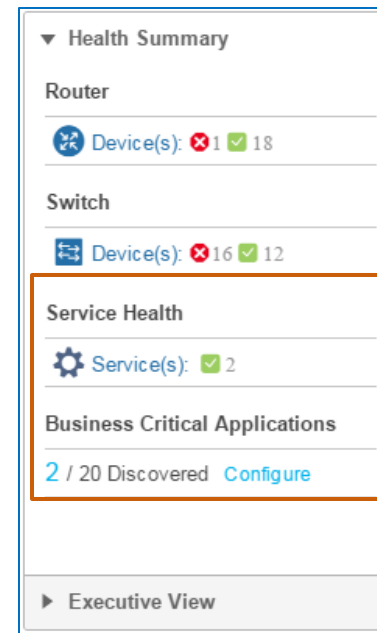 Health Summary
Router
Device(s): 1 18
Switch
Device(s): 16 12
Service Health
Service(s): 2
Business Critical Applications
2 / 20 Discovered Configure
Executive View